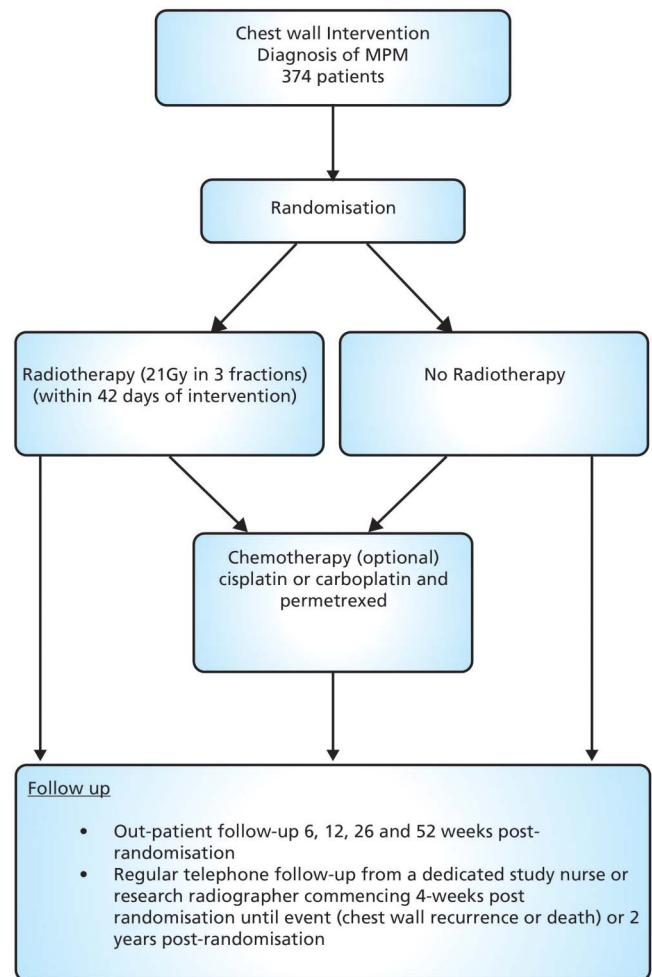 Chest wall Intervention
Diagnosis of MPM
374 patients
Randomisation
Radiotherapy (21Gy in 3 fractions)
(within 42 days of intervention)
No Radiotherapy
Chemotherapy (optional)
cisplatin or carboplatin and
permetrexed
Follow up
• Out-patient follow-up 6, 12, 26 and 52 weeks post-
randomisation
• Regular telephone follow-up from a dedicated study nurse or
research radiographer commencing 4-weeks post
randomisation until event (chest wall recurrence or death) or 2
years post-randomisation